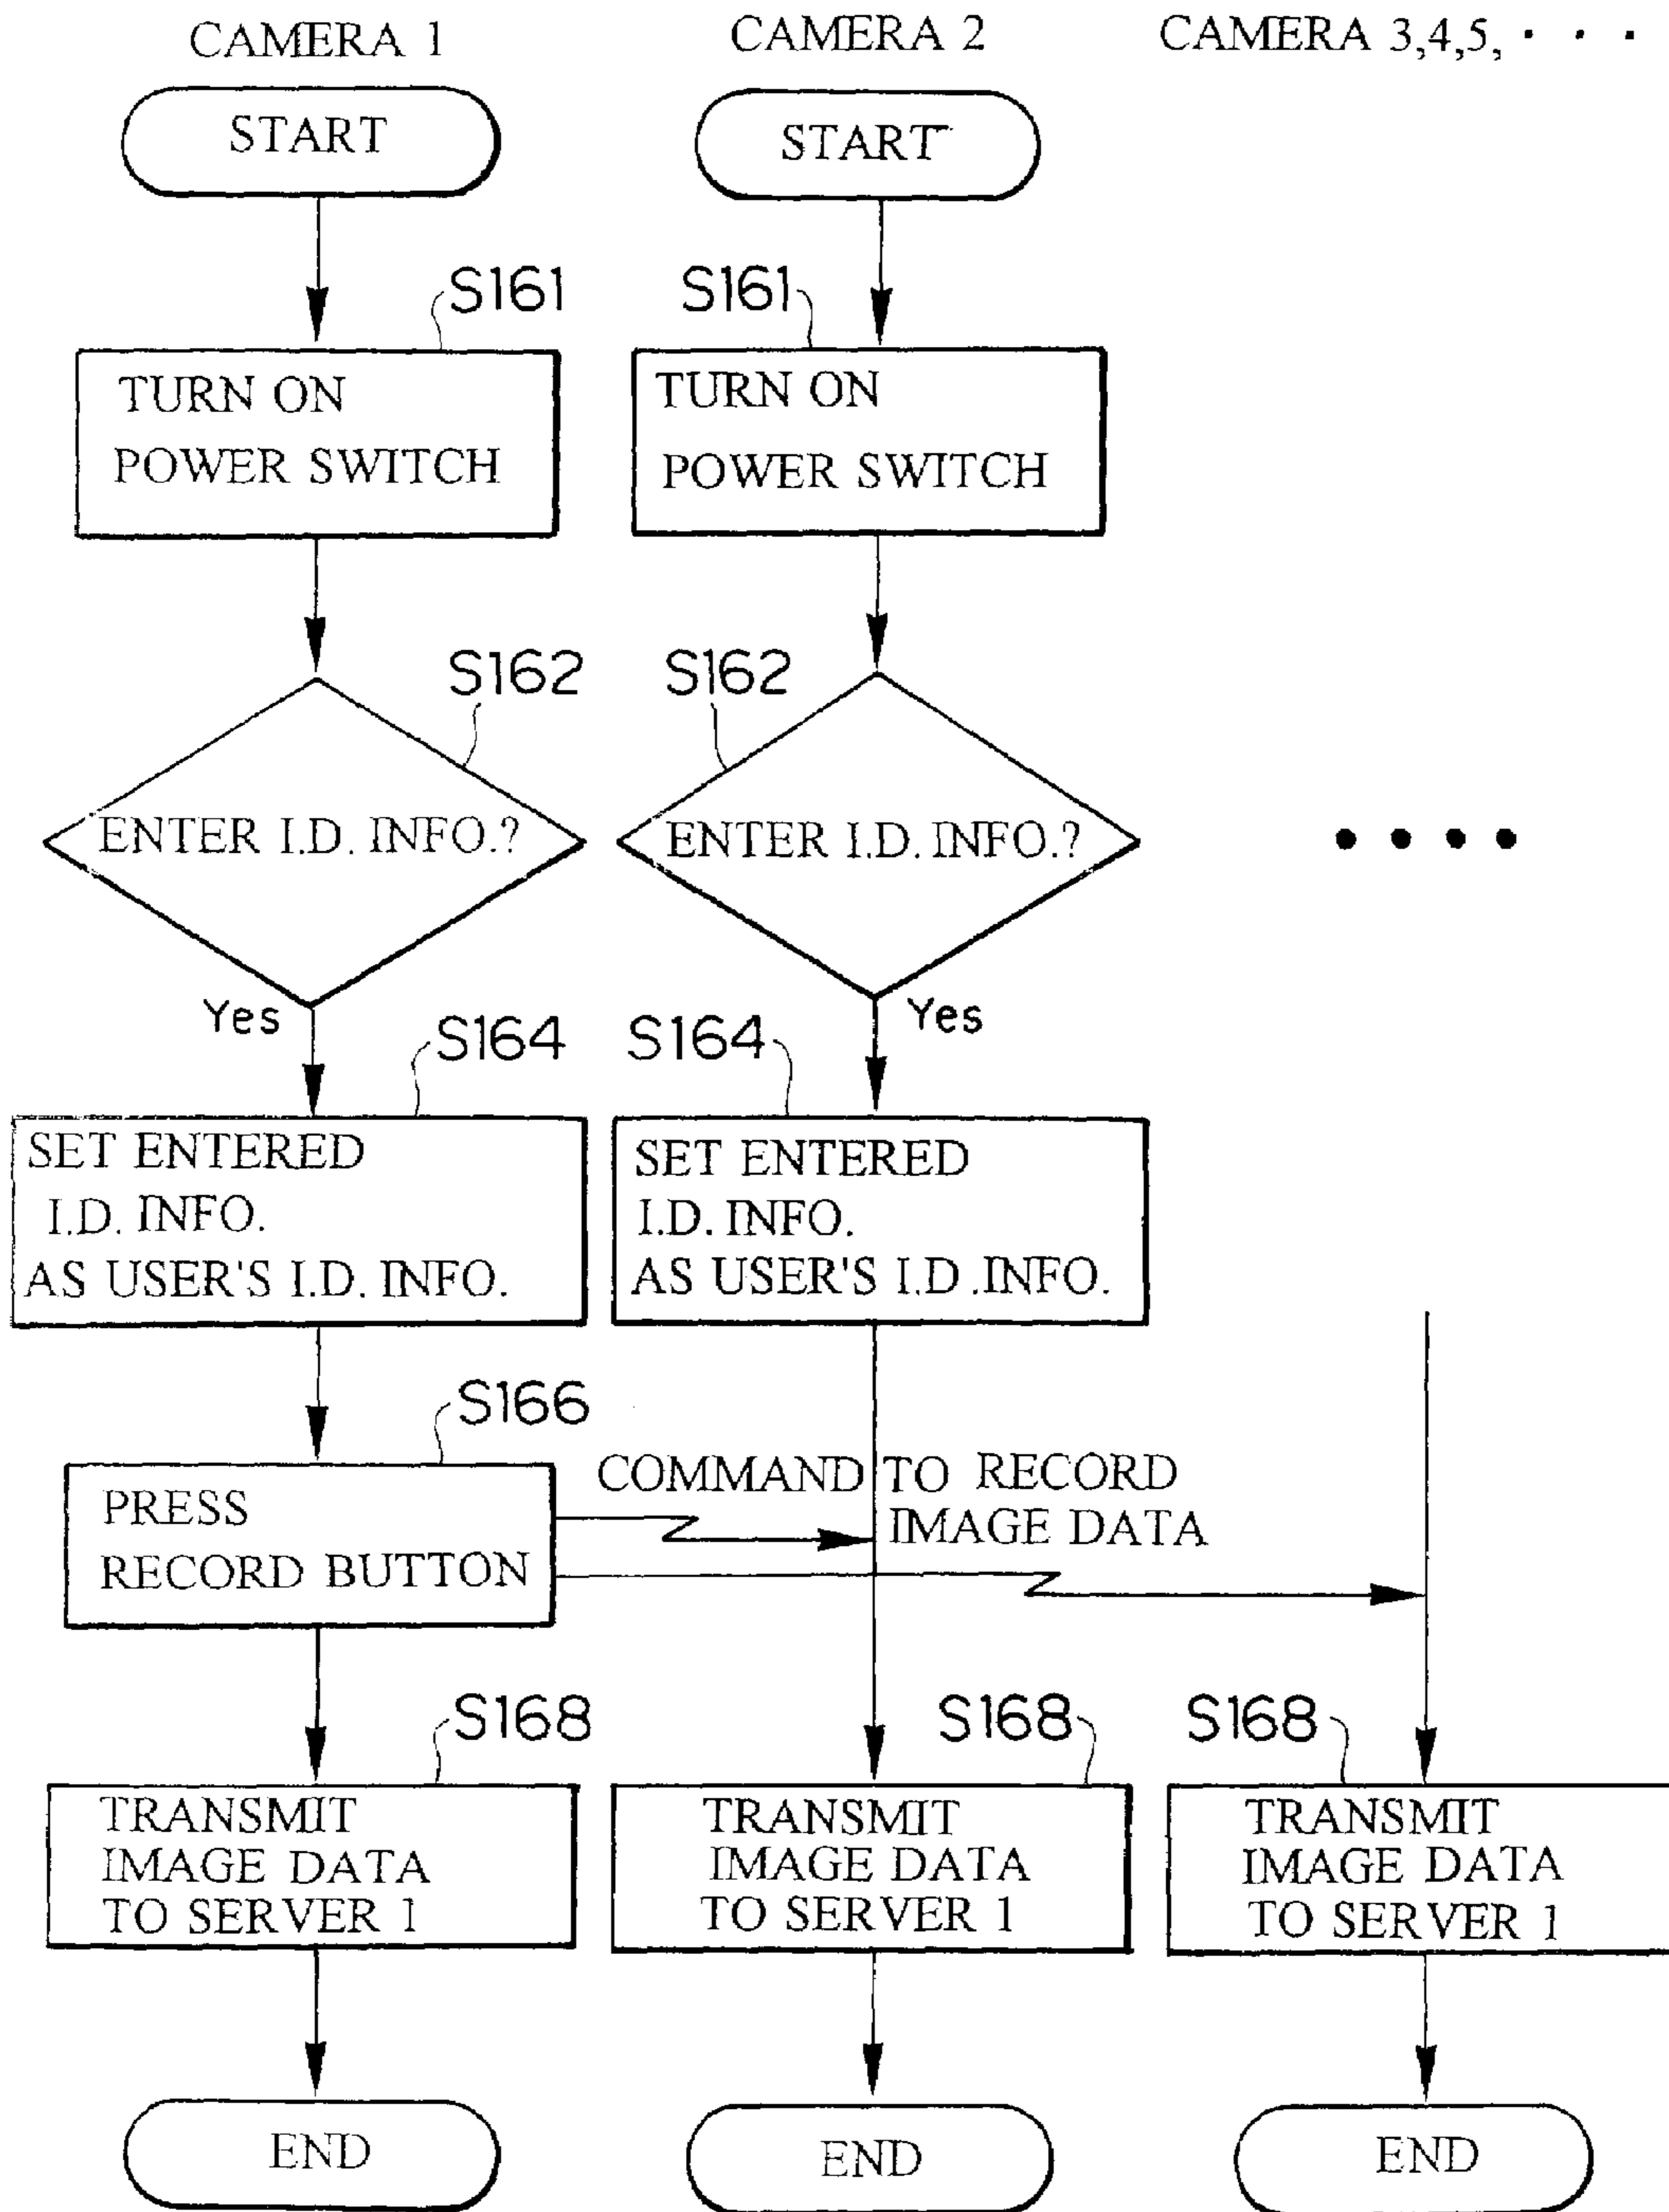 CAMERA 1
CAMERA 2
CAMERA 3,4,5, · · ·
START
START
S161
S161
TURN ON
POWER SWITCH
TURN ON
POWER SWITCH
S162
S162
ENTER I.D. INFO.?
ENTER I.D. INFO.?
Yes
Yes
S164
S164
SET ENTERED
I.D. INFO.
AS USER'S I.D. INFO.
SET ENTERED
I.D. INFO.
AS USER'S I.D .INFO.
S166
PRESS
RECORD BUTTON
COMMAND TO RECORD
IMAGE DATA
S168
S168
S168
TRANSMIT
IMAGE DATA
TO SERVER 1
TRANSMIT
IMAGE DATA
TO SERVER 1
TRANSMIT
IMAGE DATA
TO SERVER 1
END
END
END